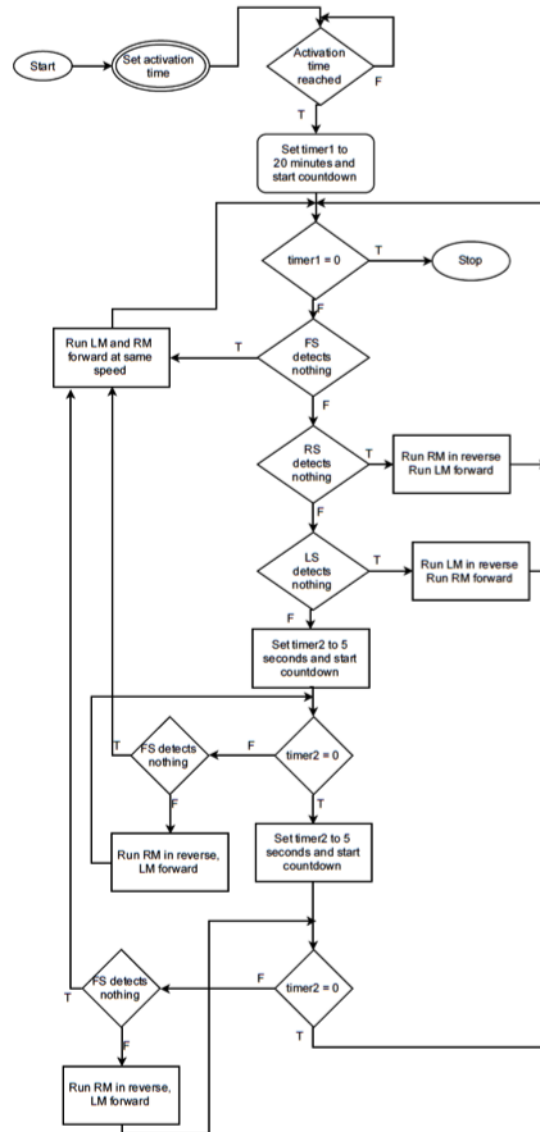 Start
Set activation
time
Activation
time
reached
F
T
Set timer1 to
20 minutes and
start countdown
timer1 = 0
T
Stop
F
Run LM and RM
forward at same
speed
T
FS
detects
nothing
F
RS
detects
nothing
T
Run RM in reverse
Run LM forward
F
LS
detects
nothing
T
Run LM in reverse
Run RM forward
F
Set timer2 to 5
seconds and start
countdown
T
FS detects
nothing
F
timer2 = 0
F
T
Run RM in reverse,
LM forward
Set timer2 to 5
seconds and start
countdown
T
FS detects
nothing
F
timer2 = 0
F
T
Run RM in reverse,
LM forward